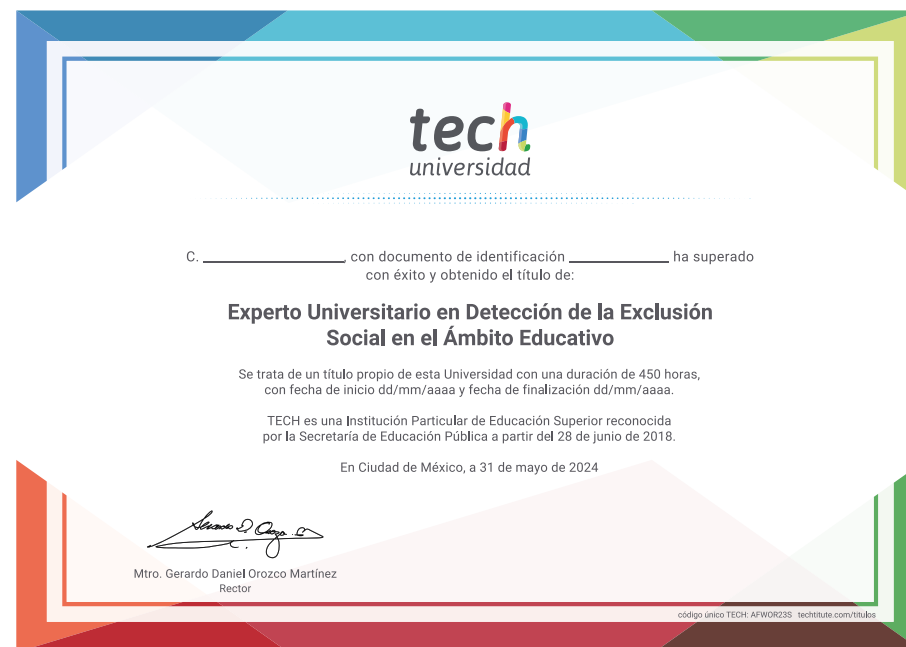 tech
universidad
C. ____________, con documento de identificación ____________ ha superado
con éxito y obtenido el título de:
Experto Universitario en Detección de la Exclusión
Social en el Ámbito Educativo
Se trata de un título propio de esta Universidad con una duración de 450 horas,
con fecha de inicio dd/mm/aaaa y fecha de finalización dd/mm/aaaa.
TECH es una Institución Particular de Educación Superior reconocida
por la Secretaría de Educación Pública a partir del 28 de junio de 2018.
En Ciudad de México, a 31 de mayo de 2024
Mtro. Gerardo Daniel Orozco Martínez
Rector
código único TECH: AFWOR23S techtitute.com/titulos